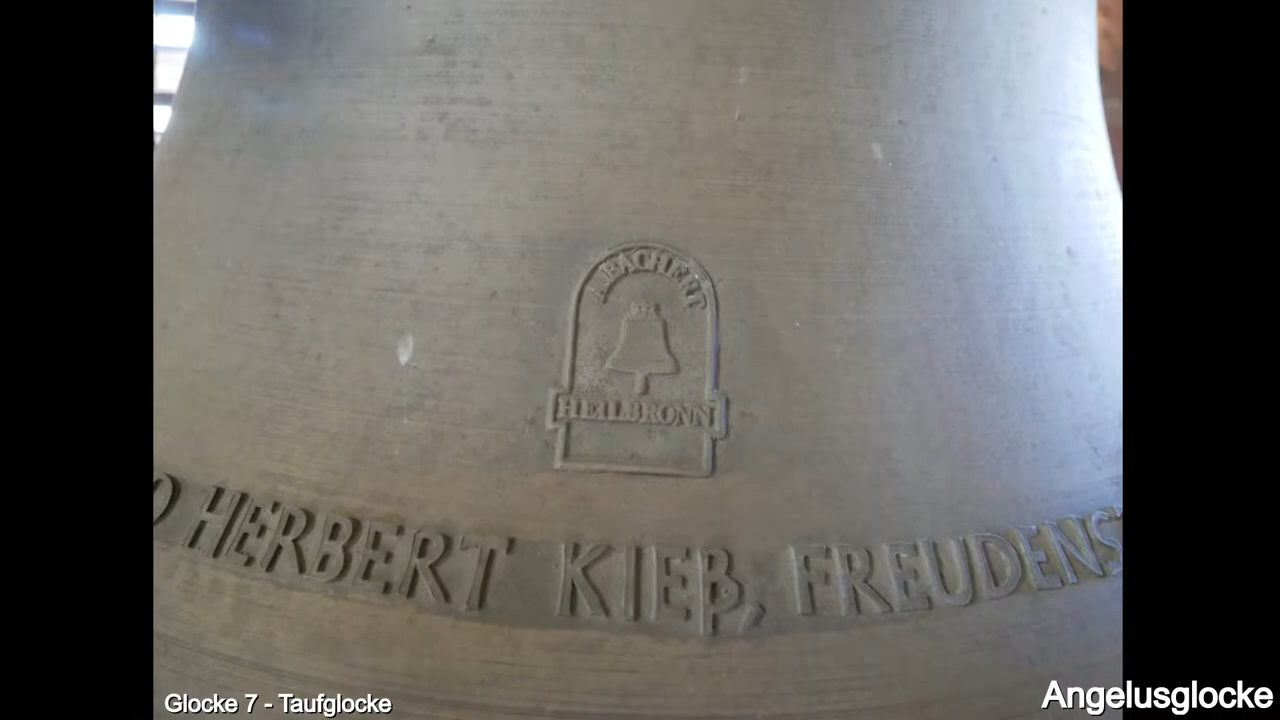 A.BACHERT
HEILBRONN
HERBERT KIEß, FREUDENS
Glocke 7 - Taufglocke
Angelusglocke